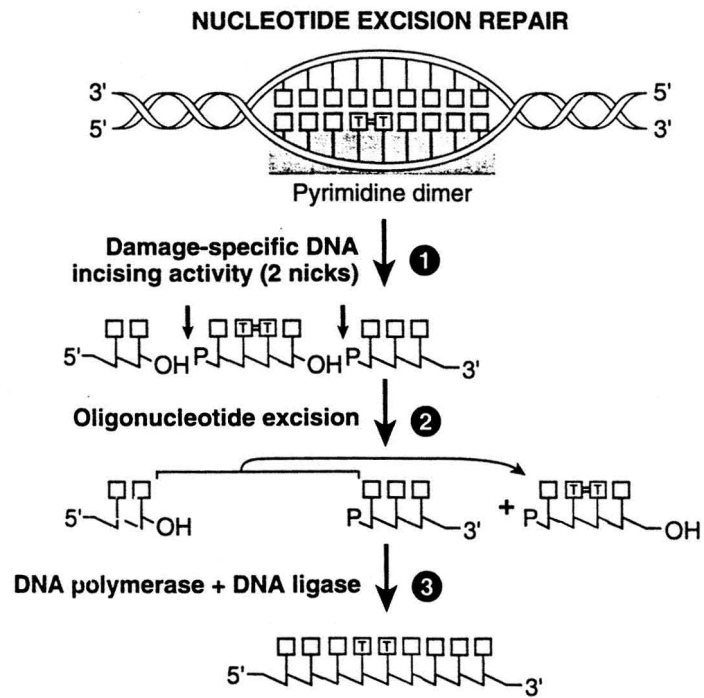 NUCLEOTIDE EXCISION REPAIR
3' 5'
5' T T 3'
Pyrimidine dimer
Damage-specific DNA
incising activity (2 nicks) 1
T T
5' OH P OH P 3'
Oligonucleotide excision 2
T T
5' OH P 3' + P OH
DNA polymerase + DNA ligase 3
T T
5' 3'